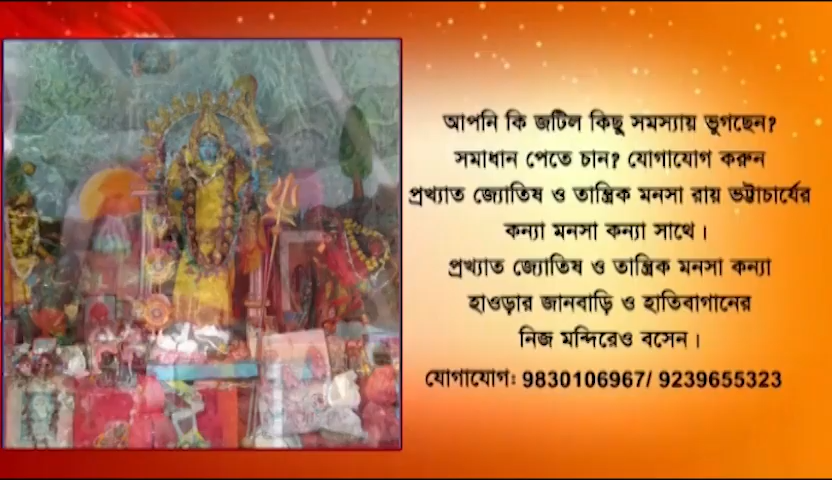 আপনি কি জটিল কিছু সমস্যায় ভুগছেন?
সমাধান পেতে চান? যোগাযোগ করুন
প্রখ্যাত জ্যোতিষ ও তান্ত্রিক মনসা রায় ভট্টাচার্যের
কন্যা মনসা কন্যা সাথে।
প্রখ্যাত জ্যোতিষ ও তান্ত্রিক মনসা কন্যা
হাওড়ার জানবাড়ি ও হাতিবাগানের
নিজ মন্দিরেও বসেন।
যোগাযোগঃ 9830106967/ 9239655323